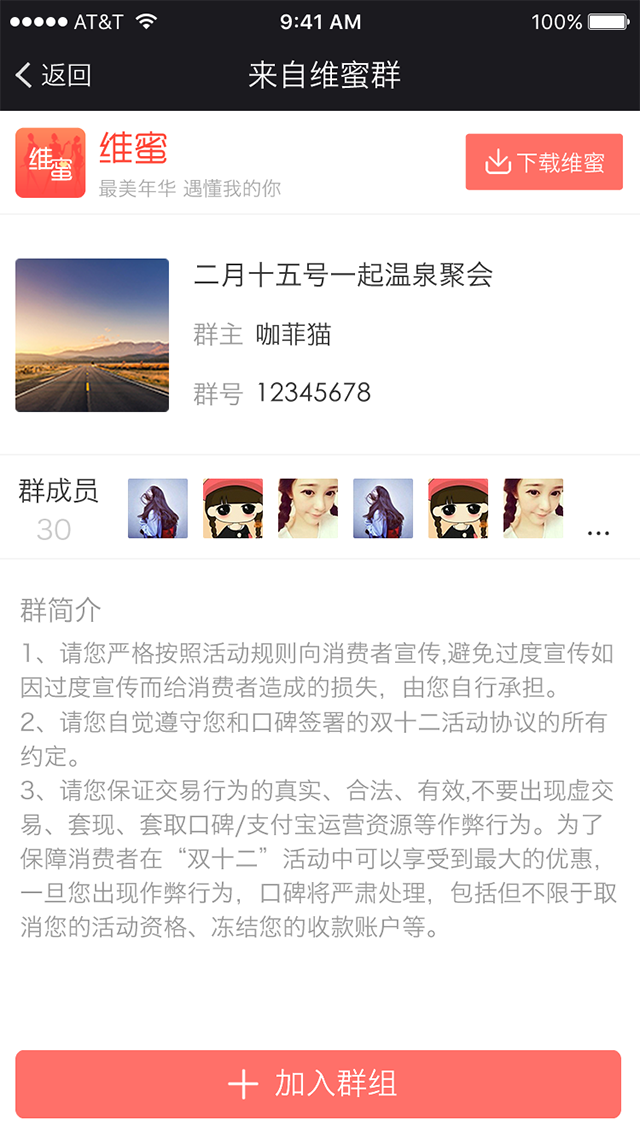 AT&T 9:41 AM 100%
返回 来自维蜜群
维蜜 维蜜
最美年华 遇懂我的你
下载维蜜
二月十五号一起温泉聚会
群主 咖菲猫
群号 12345678
群成员
30
...
群简介
1、请您严格按照活动规则向消费者宣传,避免过度宣传如
因过度宣传而给消费者造成的损失，由您自行承担。
2、请您自觉遵守您和口碑签署的双十二活动协议的所有
约定。
3、请您保证交易行为的真实、合法、有效,不要出现虚交
易、套现、套取口碑/支付宝运营资源等作弊行为。为了
保障消费者在“双十二”活动中可以享受到最大的优惠，
一旦您出现作弊行为，口碑将严肃处理，包括但不限于取
消您的活动资格、冻结您的收款账户等。
加入群组